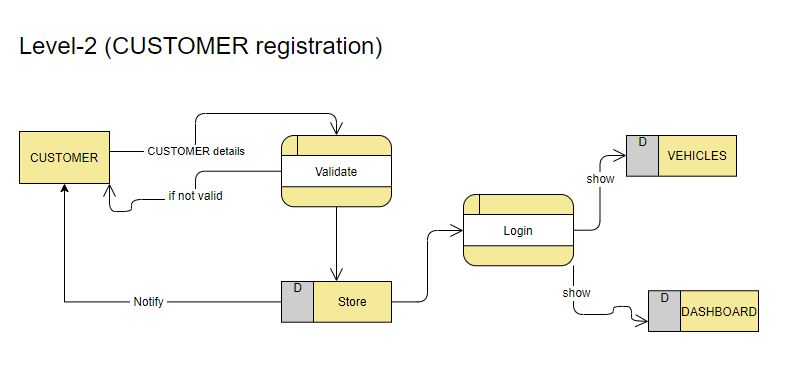 Level-2 (CUSTOMER registration)
CUSTOMER
CUSTOMER details
if not valid
Validate
D
VEHICLES
show
Login
Notify
D
Store
show
D
DASHBOARD